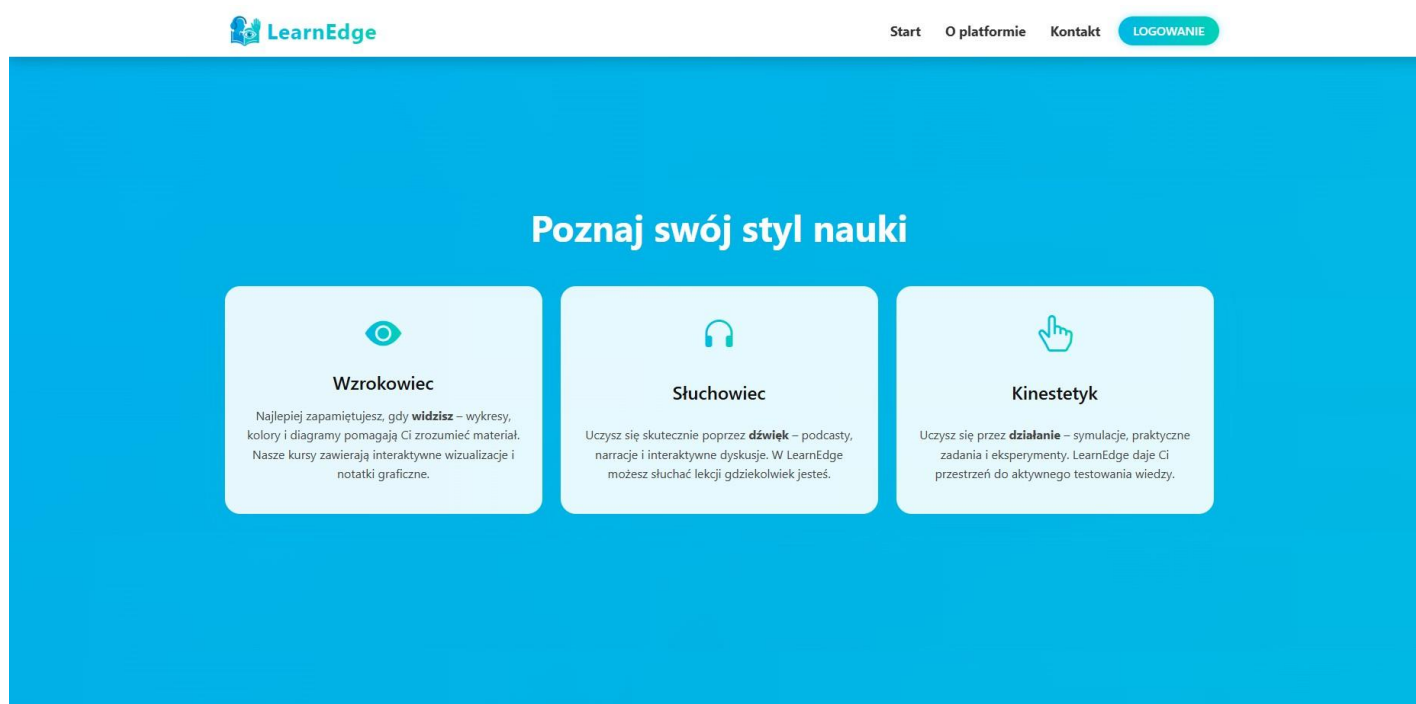 LearnEdge
Start O platformie Kontakt LOGOWANIE
Poznaj swój styl nauki
Wzrokowiec
Najlepiej zapamiętujesz, gdy widzisz – wykresy,
kolory i diagramy pomagają Ci zrozumieć materiał.
Nasze kursy zawierają interaktywne wizualizacje i
notatki graficzne.
Słuchowiec
Uczysz się skutecznie poprzez dźwięk – podcasty,
narracje i interaktywne dyskusje. W LearnEdge
możesz słuchać lekcji gdziekolwiek jesteś.
Kinestetyk
Uczysz się przez działanie – symulacje, praktyczne
zadania i eksperymenty. LearnEdge daje Ci
przestrzeń do aktywnego testowania wiedzy.